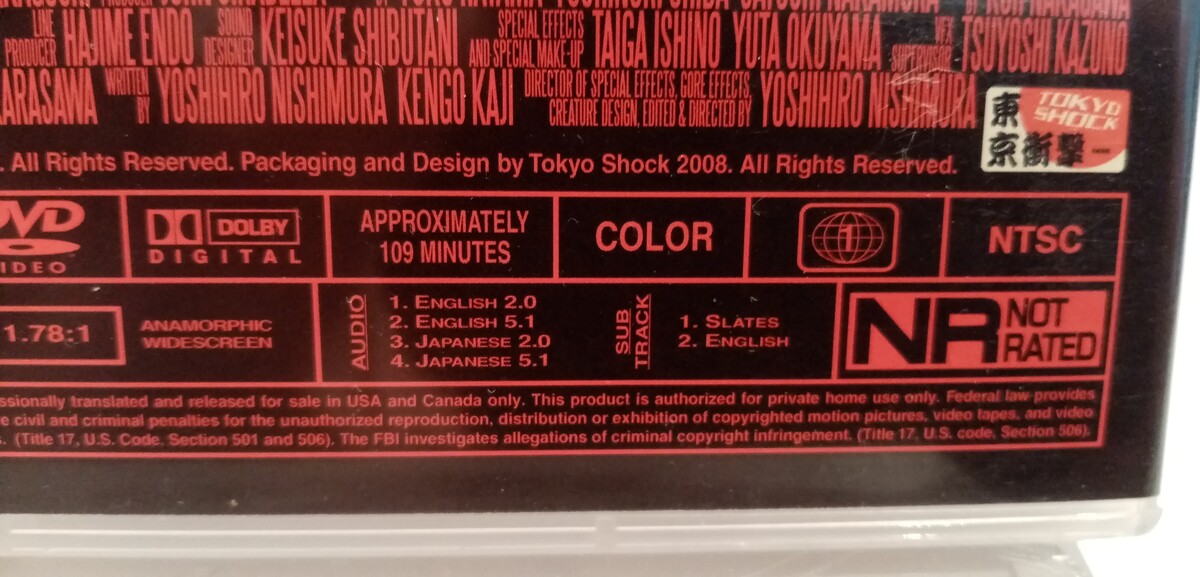 LINE PRODUCER HAJIME ENDO SOUND DESIGNER KEISUKE SHIBUTANI SPECIAL EFFECTS AND SPECIAL MAKE-UP TAIGA ISHINO YUTA OKUYAMA VFX SUPERVISOR TSUYOSHI KAZUNO
ARASAWA WRITTEN BY YOSHIHIRO NISHIMURA KENGO KAJI DIRECTOR OF SPECIAL EFFECTS, GORE EFFECTS, CREATURE DESIGN, EDITED & DIRECTED BY YOSHIHIRO NISHIMURA
東京衝撃 TOKYO SHOCK
. All Rights Reserved. Packaging and Design by Tokyo Shock 2008. All Rights Reserved.
DVD
VIDEO
DOLBY
DIGITAL
APPROXIMATELY
109 MINUTES
COLOR
1
NTSC
1.78:1
ANAMORPHIC
WIDESCREEN
AUDIO
1. ENGLISH 2.0
2. ENGLISH 5.1
3. JAPANESE 2.0
4. JAPANESE 5.1
SUB
TRACK
1. SLATES
2. ENGLISH
NR NOT
RATED
ssionally translated and released for sale in USA and Canada only. This product is authorized for private home use only. Federal law provides
e civil and criminal penalties for the unauthorized reproduction, distribution or exhibition of copyrighted motion pictures, video tapes, and video
s. (Title 17, U.S. Code, Section 501 and 506). The FBI investigates allegations of criminal copyright infringement. (Title 17, U.S. code, Section 506).